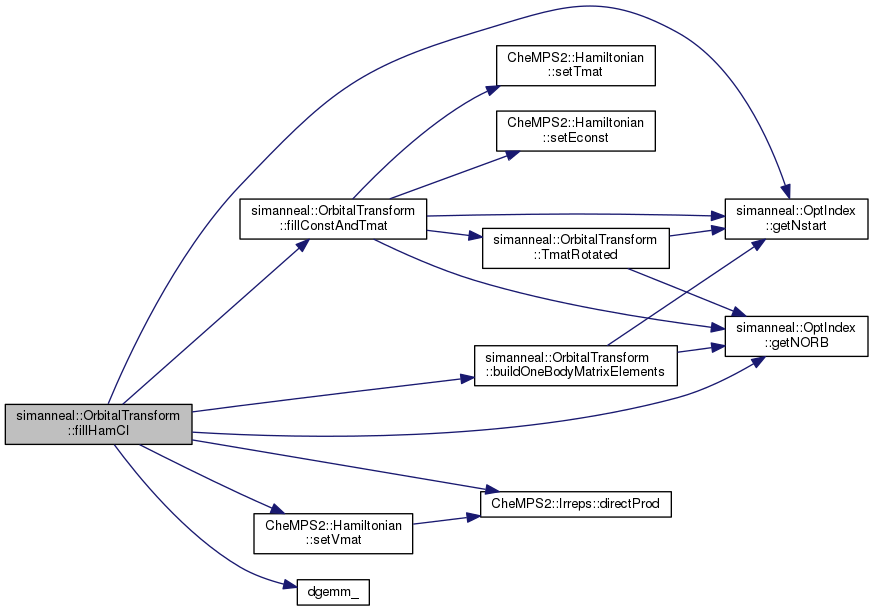 CheMPS2::Hamiltonian
::setTmat
CheMPS2::Hamiltonian
::setEconst
simanneal::OrbitalTransform
::fillConstAndTmat
simanneal::OptIndex
::getNstart
simanneal::OrbitalTransform
::TmatRotated
simanneal::OptIndex
::getNORB
simanneal::OrbitalTransform
::buildOneBodyMatrixElements
simanneal::OrbitalTransform
::fillHamCI
CheMPS2::Irreps::directProd
CheMPS2::Hamiltonian
::setVmat
dgemm_